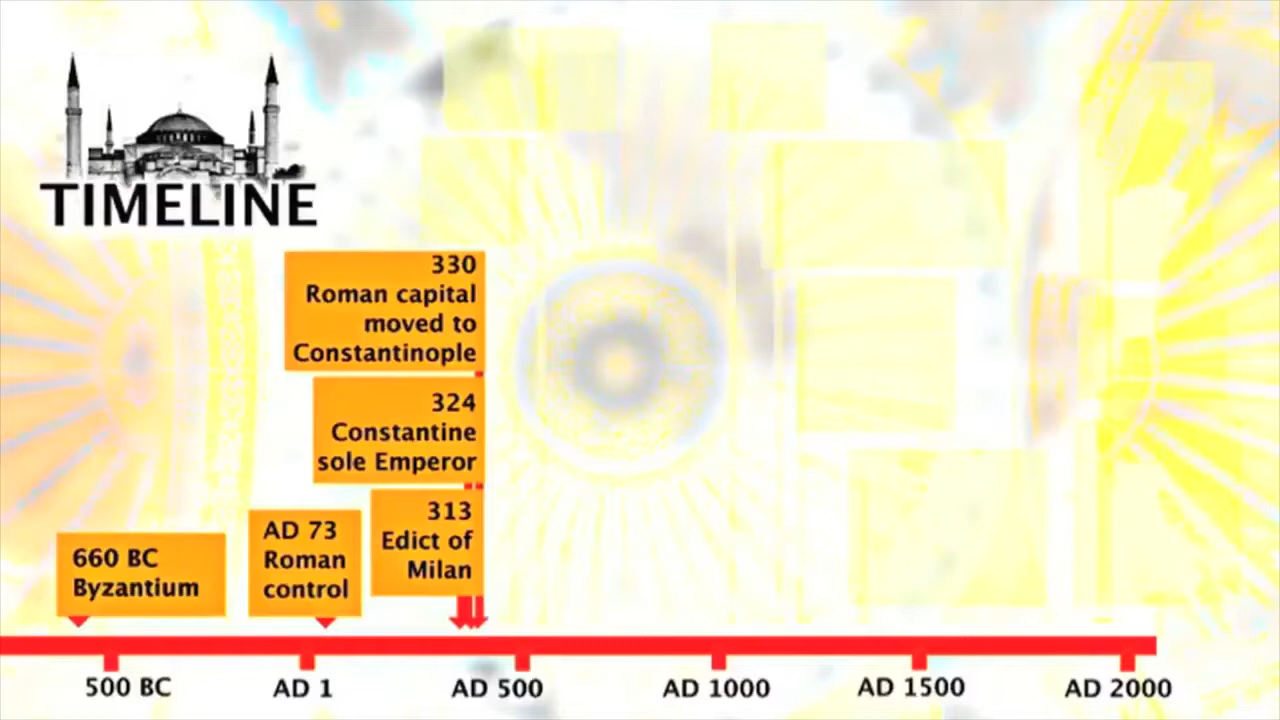 TIMELINE
330
Roman capital
moved to
Constantinople
324
Constantine
sole Emperor
313
Edict of
Milan
AD 73
Roman
control
660 BC
Byzantium
500 BC
AD 1
AD 500
AD 1000
AD 1500
AD 2000